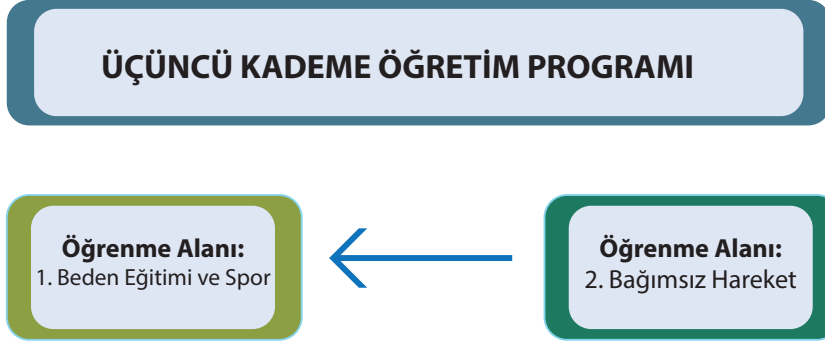 ÜÇÜNCÜ KADEME ÖĞRETİM PROGRAMI
Öğrenme Alanı:
1. Beden Eğitimi ve Spor
Öğrenme Alanı:
2. Bağımsız Hareket